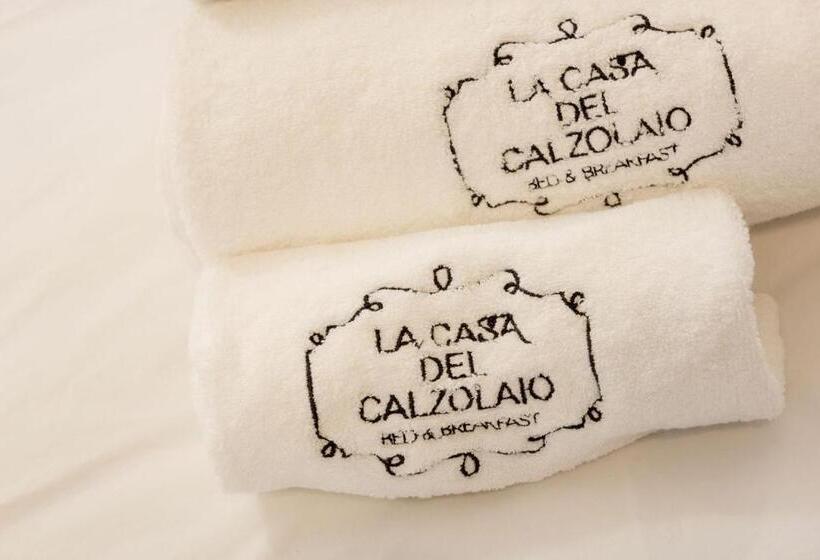 LA CASA
DEL
CALZOLAIO
BED & BREAKFAST
LA CASA
DEL
CALZOLAIO
BED & BREAKFAST